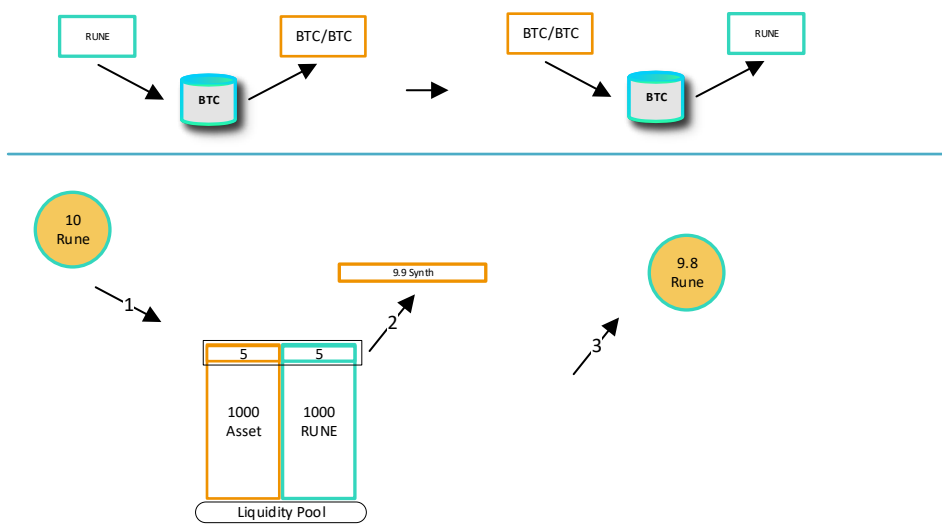 RUNE
BTC/BTC
BTC
BTC/BTC
RUNE
BTC
10
Rune
1
9.9 Synth
2
9.8
Rune
3
5
5
1000
Asset
1000
RUNE
Liquidity Pool